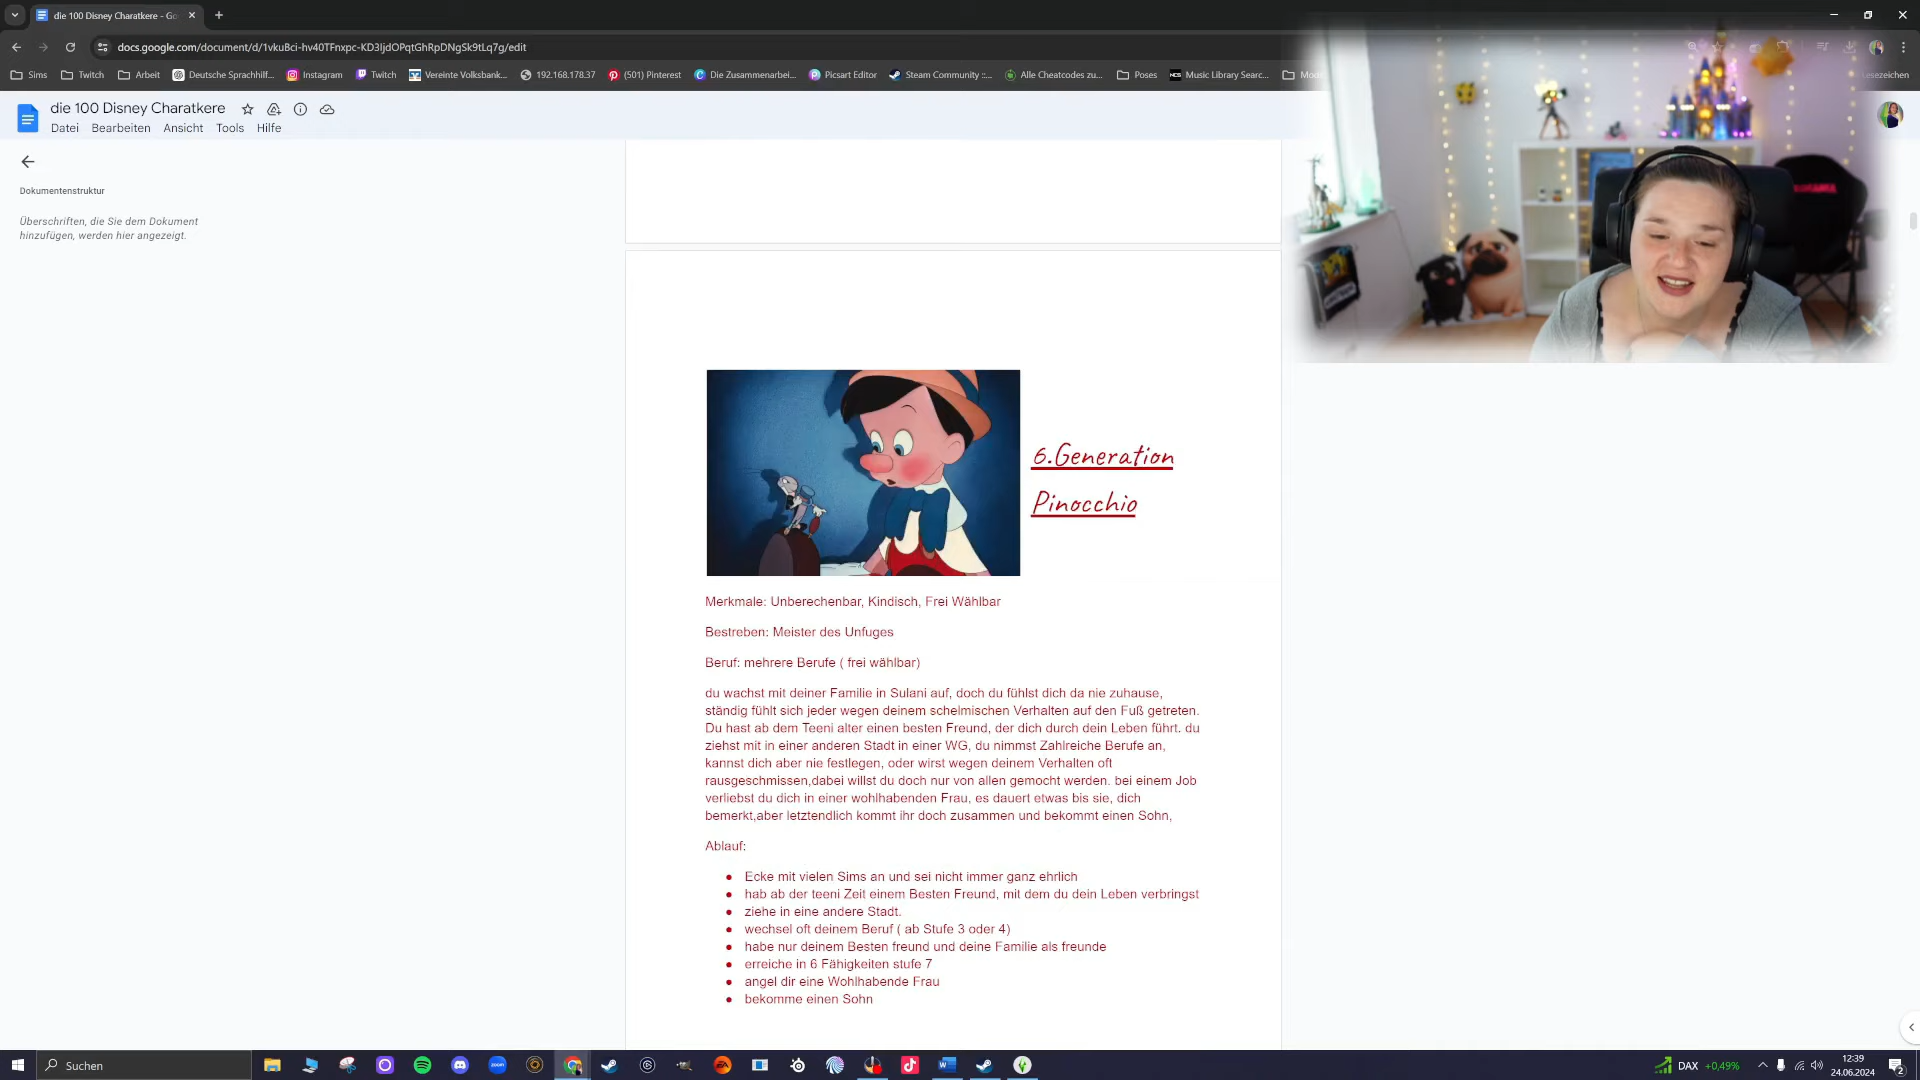 die 100 Disney Charatkere - Go
docs.google.com/document/d/1vkuBci-hv40TFnxpc-KD3IjdOPqtGhRpDNgSk9tLq7g/edit
Sims
Twitch
Arbeit
Deutsche Sprachhilf...
Instagram
Twitch
Vereinte Volksbank...
192.168.178.37
(501) Pinterest
Die Zusammenarbei...
Picsart Editor
Steam Community ::...
Alle Cheatcodes zu...
Poses
Music Library Searc...
die 100 Disney Charatkere
Datei Bearbeiten Ansicht Tools Hilfe
Dokumentenstruktur
Überschriften, die Sie dem Dokument
hinzufügen, werden hier angezeigt.
6.Generation
Pinocchio
Merkmale: Unberechenbar, Kindisch, Frei Wählbar
Bestreben: Meister des Unfuges
Beruf: mehrere Berufe ( frei wählbar)
du wachst mit deiner Familie in Sulani auf, doch du fühlst dich da nie zuhause,
ständig fühlt sich jeder wegen deinem schelmischen Verhalten auf den Fuß getreten.
Du hast ab dem Teeni alter einen besten Freund, der dich durch dein Leben führt. du
ziehst mit in einer anderen Stadt in einer WG, du nimmst Zahlreiche Berufe an,
kannst dich aber nie festlegen, oder wirst wegen deinem Verhalten oft
rausgeschmissen,dabei willst du doch nur von allen gemocht werden. bei einem Job
verliebst du dich in einer wohlhabenden Frau, es dauert etwas bis sie, dich
bemerkt,aber letztendlich kommt ihr doch zusammen und bekommt einen Sohn,
Ablauf:
● Ecke mit vielen Sims an und sei nicht immer ganz ehrlich
● hab ab der teeni Zeit einem Besten Freund, mit dem du dein Leben verbringst
● ziehe in eine andere Stadt.
● wechsel oft deinem Beruf ( ab Stufe 3 oder 4)
● habe nur deinem Besten freund und deine Familie als freunde
● erreiche in 6 Fähigkeiten stufe 7
● angel dir eine Wohlhabende Frau
● bekomme einen Sohn
Suchen
zoom
EA
DAX +0,49%
12:39
24.06.2024
2